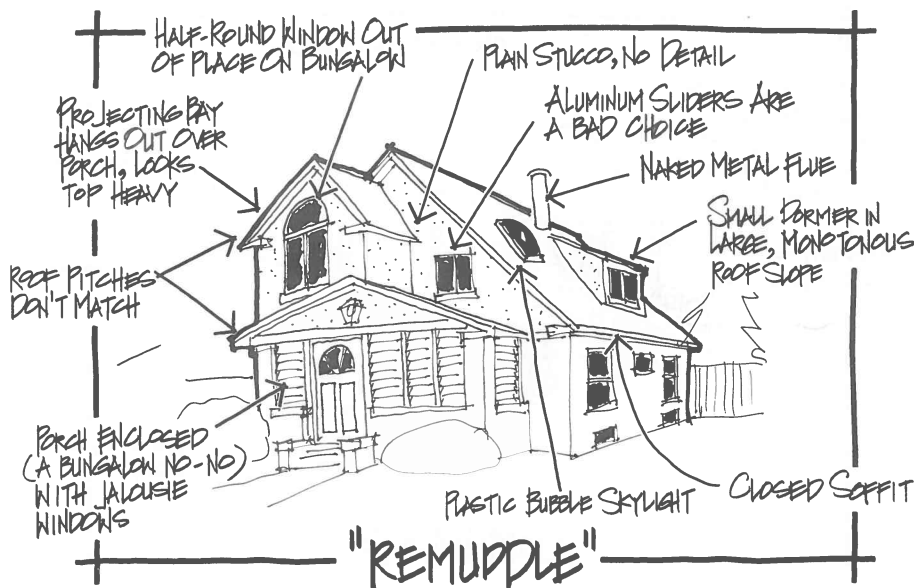 HALF-ROUND WINDOW OUT
OF PLACE ON BUNGALOW
PLAIN STUCCO, NO DETAIL
ALUMINUM SLIDERS ARE
A BAD CHOICE
PROJECTING BAY
HANGS OUT OVER
PORCH, LOOKS
TOP HEAVY
NAKED METAL FLUE
SMALL DORMER IN
LARGE, MONOTONOUS
ROOF SLOPE
ROOF PITCHES
DON'T MATCH
PORCH ENCLOSED
(A BUNGALOW NO-NO)
WITH JALOUSIE
WINDOWS
PLASTIC BUBBLE SKYLIGHT
CLOSED SOFFIT
"REMUDDLE"